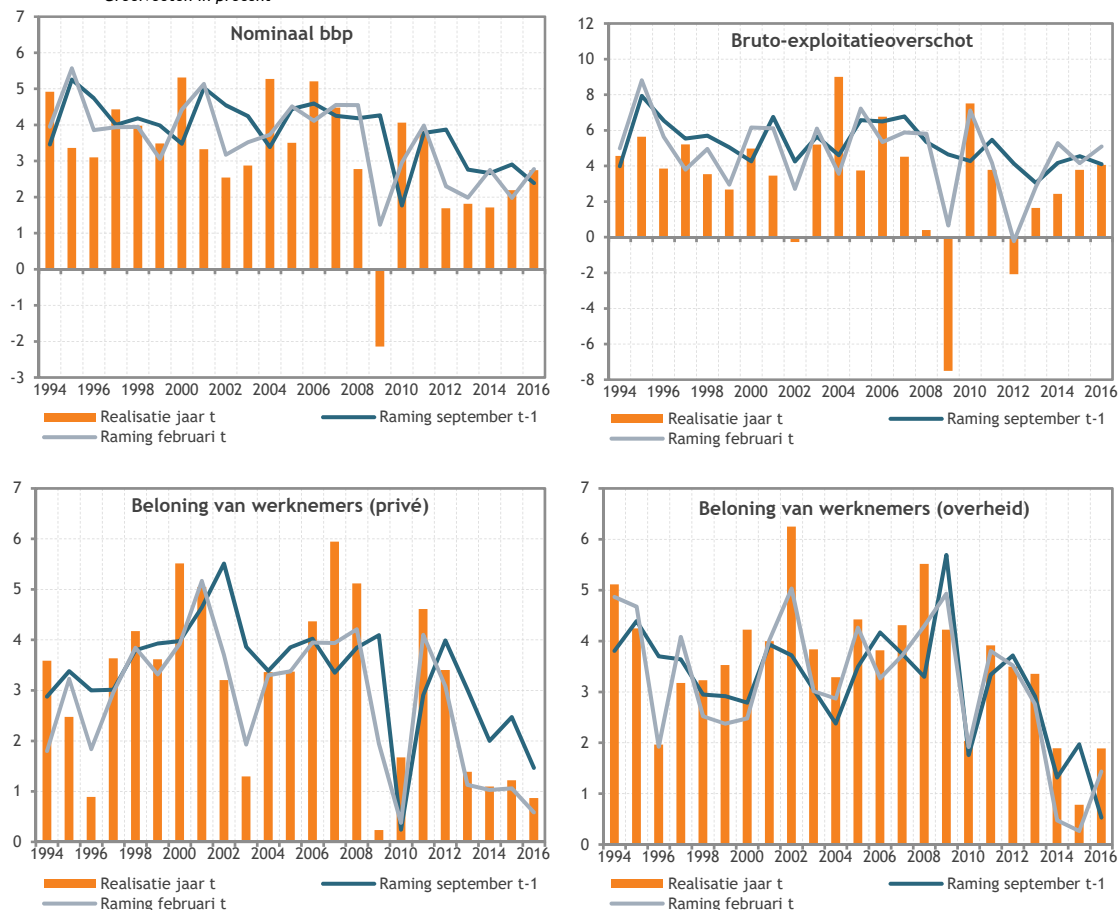 Groeivoeten in procent
Nominaal bbp
7
6
5
4
3
2
1
0
-1
-2
-3
1994 1996 1998 2000 2002 2004 2006 2008 2010 2012 2014 2016
Realisatie jaar t Raming september t-1
Raming februari t
Bruto-exploitatieoverschot
12
10
8
6
4
2
0
-2
-4
-6
-8
1994 1996 1998 2000 2002 2004 2006 2008 2010 2012 2014 2016
Realisatie jaar t Raming september t-1
Raming februari t
Beloning van werknemers (privé)
7
6
5
4
3
2
1
0
1994 1996 1998 2000 2002 2004 2006 2008 2010 2012 2014 2016
Realisatie jaar t Raming september t-1
Raming februari t
Beloning van werknemers (overheid)
7
6
5
4
3
2
1
0
1994 1996 1998 2000 2002 2004 2006 2008 2010 2012 2014 2016
Realisatie jaar t Raming september t-1
Raming februari t